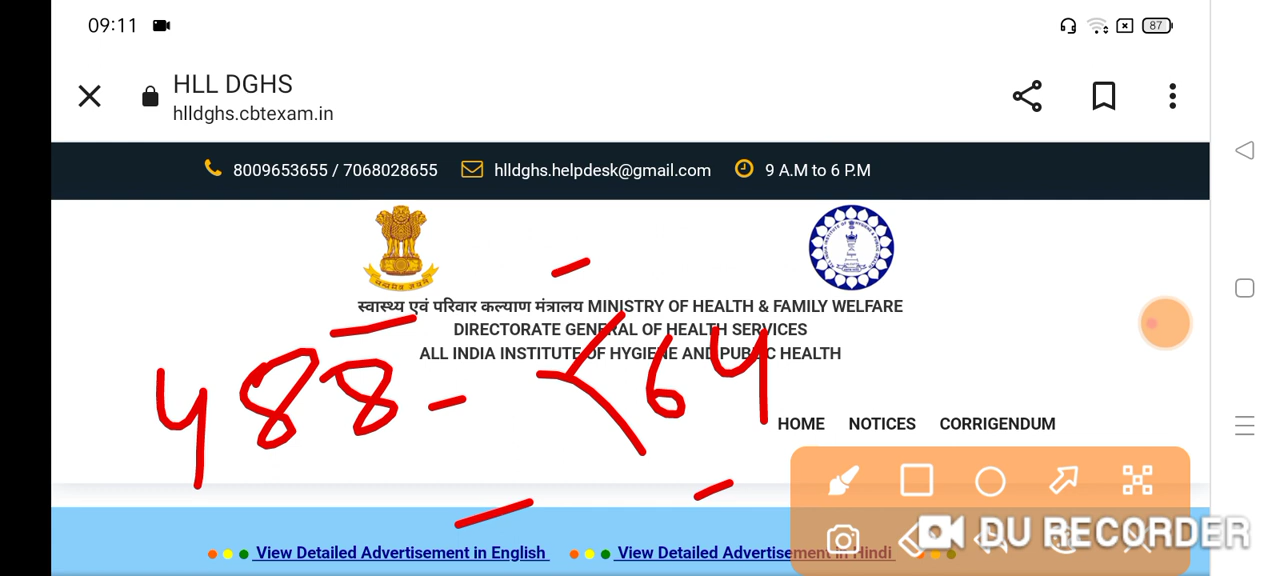 09:11
87
HLL DGHS
hlldghs.cbtexam.in
8009653655 / 7068028655 hlldghs.helpdesk@gmail.com 9 A.M to 6 P.M
स्वास्थ्य एवं परिवार कल्याण मंत्रालय MINISTRY OF HEALTH & FAMILY WELFARE
DIRECTORATE GENERAL OF HEALTH SERVICES
ALL INDIA INSTITUTE OF HYGIENE AND PUBLIC HEALTH
488 - <64
HOME NOTICES CORRIGENDUM
DU RECORDER
View Detailed Advertisement in English View Detailed Advertisement in Hindi